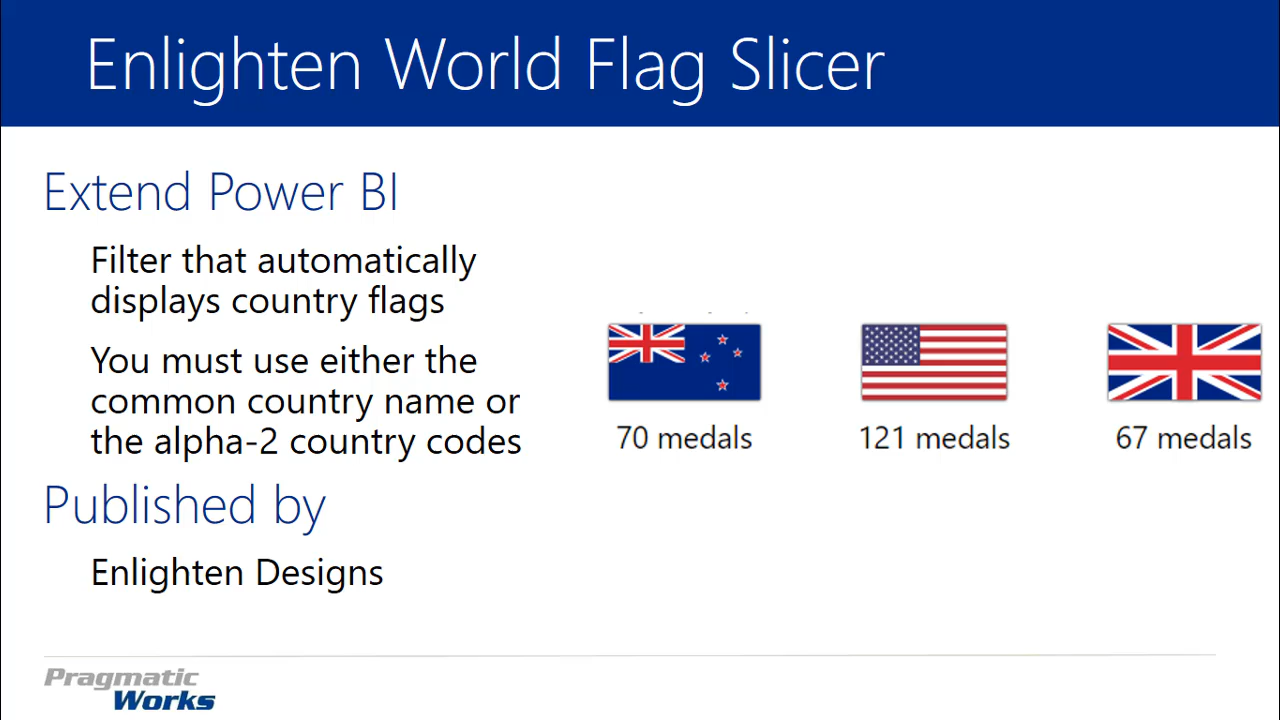 Enlighten World Flag Slicer
Extend Power BI
Filter that automatically
displays country flags
You must use either the
common country name or
the alpha-2 country codes
Published by
Enlighten Designs
70 medals
121 medals
67 medals
Pragmatic
Works